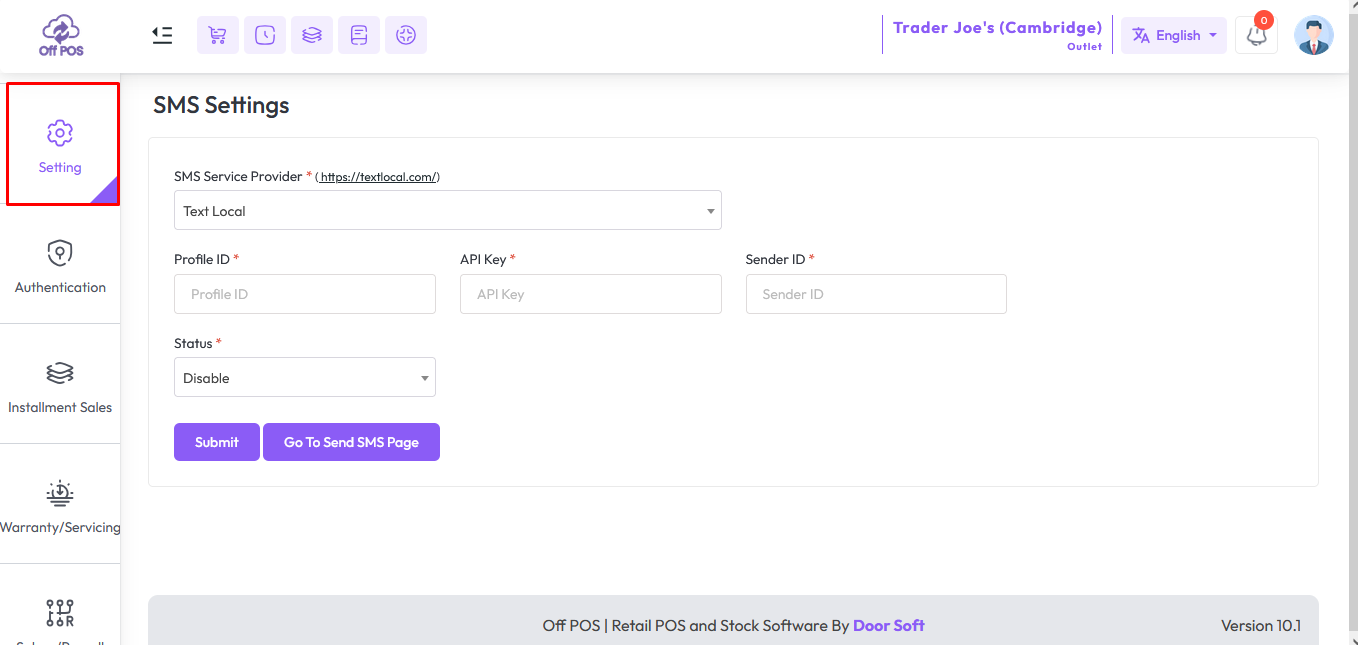 Off POS
Trader Joe's (Cambridge)
Outlet
English
0
Setting
Authentication
Installment Sales
Warranty/Servicing
SMS Settings
SMS Service Provider * ( https://textlocal.com/)
Text Local
Profile ID * API Key * Sender ID *
Profile ID API Key Sender ID
Status *
Disable
Submit Go To Send SMS Page
Off POS | Retail POS and Stock Software By Door Soft Version 10.1